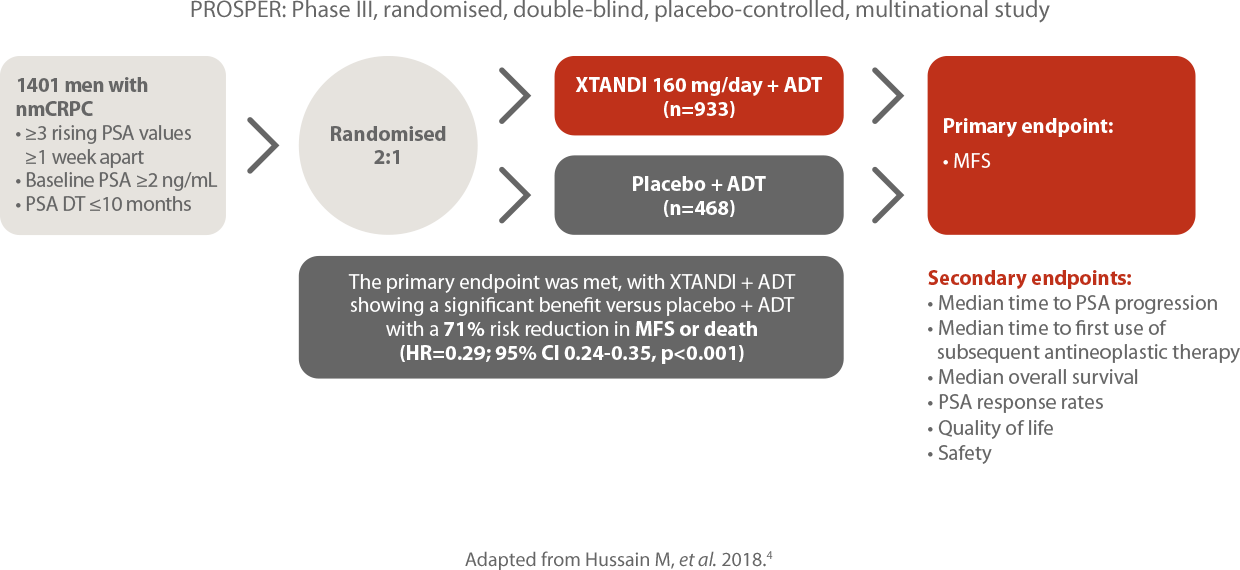 PROSPER: Phase III, randomised, double-blind, placebo-controlled, multinational study
1401 men with
nmCRPC
• ≥3 rising PSA values
≥1 week apart
• Baseline PSA ≥2 ng/mL
• PSA DT ≤10 months
Randomised
2:1
XTANDI 160 mg/day + ADT
(n=933)
Placebo + ADT
(n=468)
Primary endpoint:
• MFS
The primary endpoint was met, with XTANDI + ADT
showing a significant benefit versus placebo + ADT
with a 71% risk reduction in MFS or death
(HR=0.29; 95% CI 0.24-0.35, p<0.001)
Secondary endpoints:
• Median time to PSA progression
• Median time to first use of
subsequent antineoplastic therapy
• Median overall survival
• PSA response rates
• Quality of life
• Safety
Adapted from Hussain M, et al. 2018.⁴